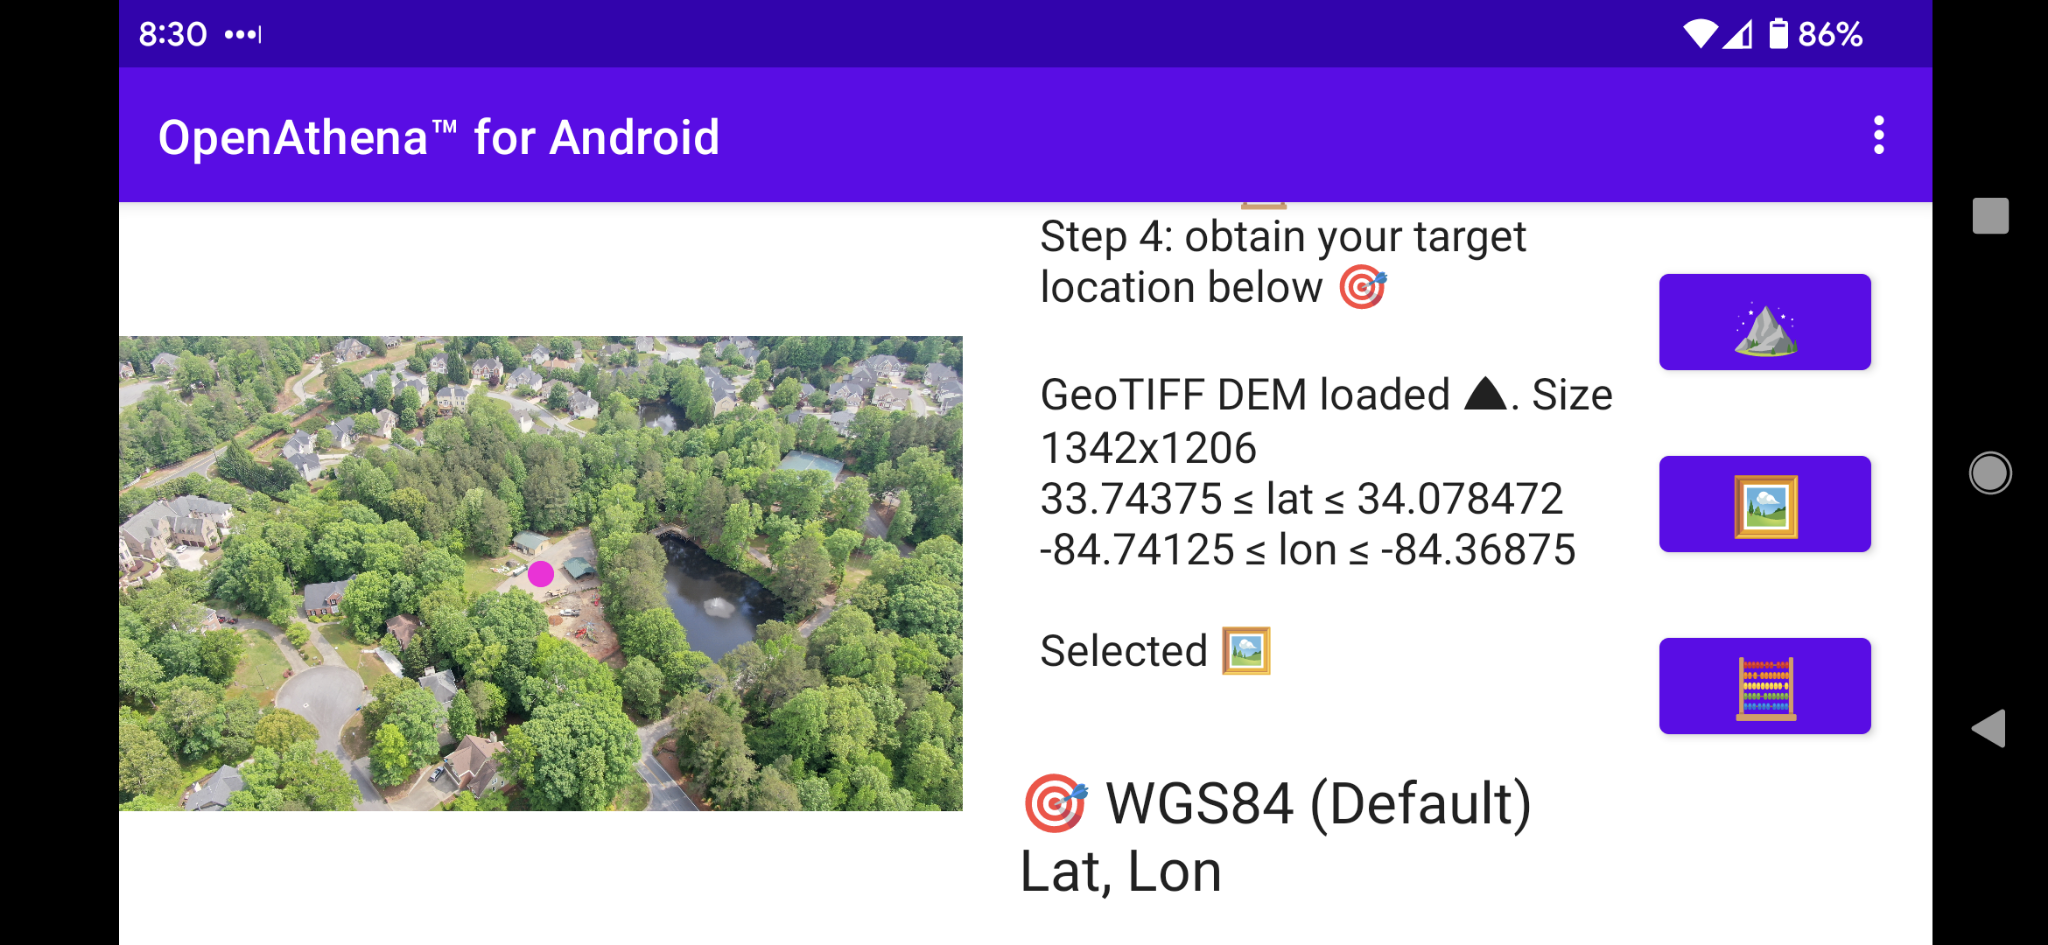 8:30
86%
OpenAthena™ for Android
Step 4: obtain your target
location below 🎯
GeoTIFF DEM loaded ⛰. Size
1342x1206
33.74375 ≤ lat ≤ 34.078472
-84.74125 ≤ lon ≤ -84.36875
Selected 🖼
🎯 WGS84 (Default)
Lat, Lon